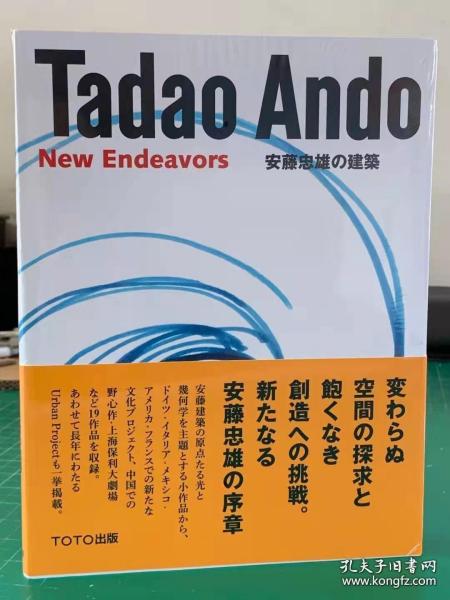 Tadao Ando
New Endeavors
安藤忠雄の建築
変わらぬ
空間の探求と
飽くなき
創造への挑戦。
新たなる
安藤忠雄の序章
安藤建築の原点たる光と
幾何学を主題とする小作品から、
ドイツ・イタリア・メキシコ・
アメリカ・フランスでの新たな
文化プロジェクト、中国での
野心作・上海保利大劇場
など19作品を収録。
あわせて長年にわたる
Urban Projectも一挙掲載。
TOTO出版
孔夫子旧书网
www.kongfz.com